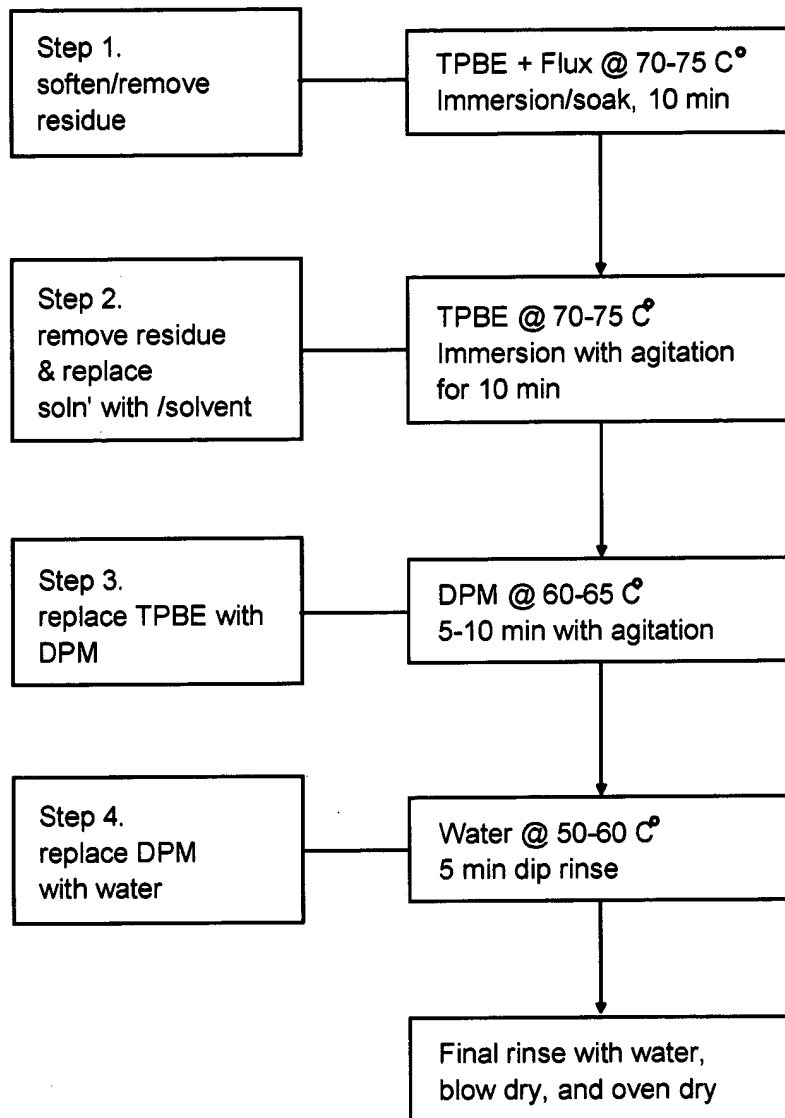 Step 1.
soften/remove
residue
TPBE + Flux @ 70-75 C°
Immersion/soak, 10 min
Step 2.
remove residue
& replace
soln' with /solvent
TPBE @ 70-75 C°
Immersion with agitation
for 10 min
Step 3.
replace TPBE with
DPM
DPM @ 60-65 C°
5-10 min with agitation
Step 4.
replace DPM
with water
Water @ 50-60 C°
5 min dip rinse
Final rinse with water,
blow dry, and oven dry